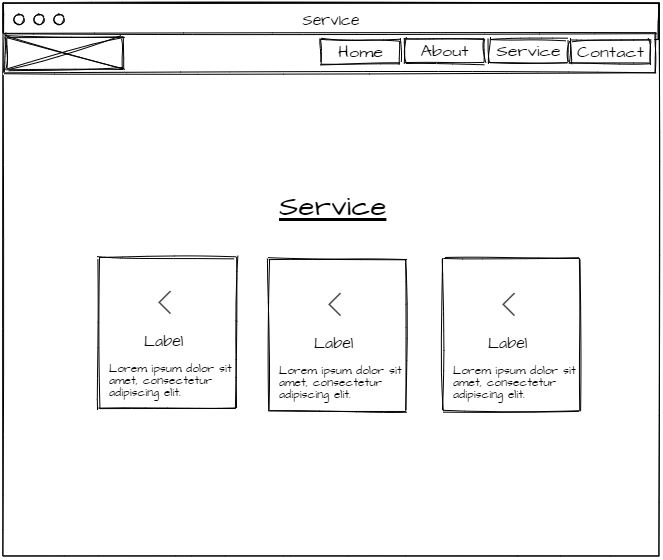 Service
Home About Service Contact
Service
Label
Lorem ipsum dolor sit
amet, consectetur
adipiscing elit.
Label
Lorem ipsum dolor sit
amet, consectetur
adipiscing elit.
Label
Lorem ipsum dolor sit
amet, consectetur
adipiscing elit.